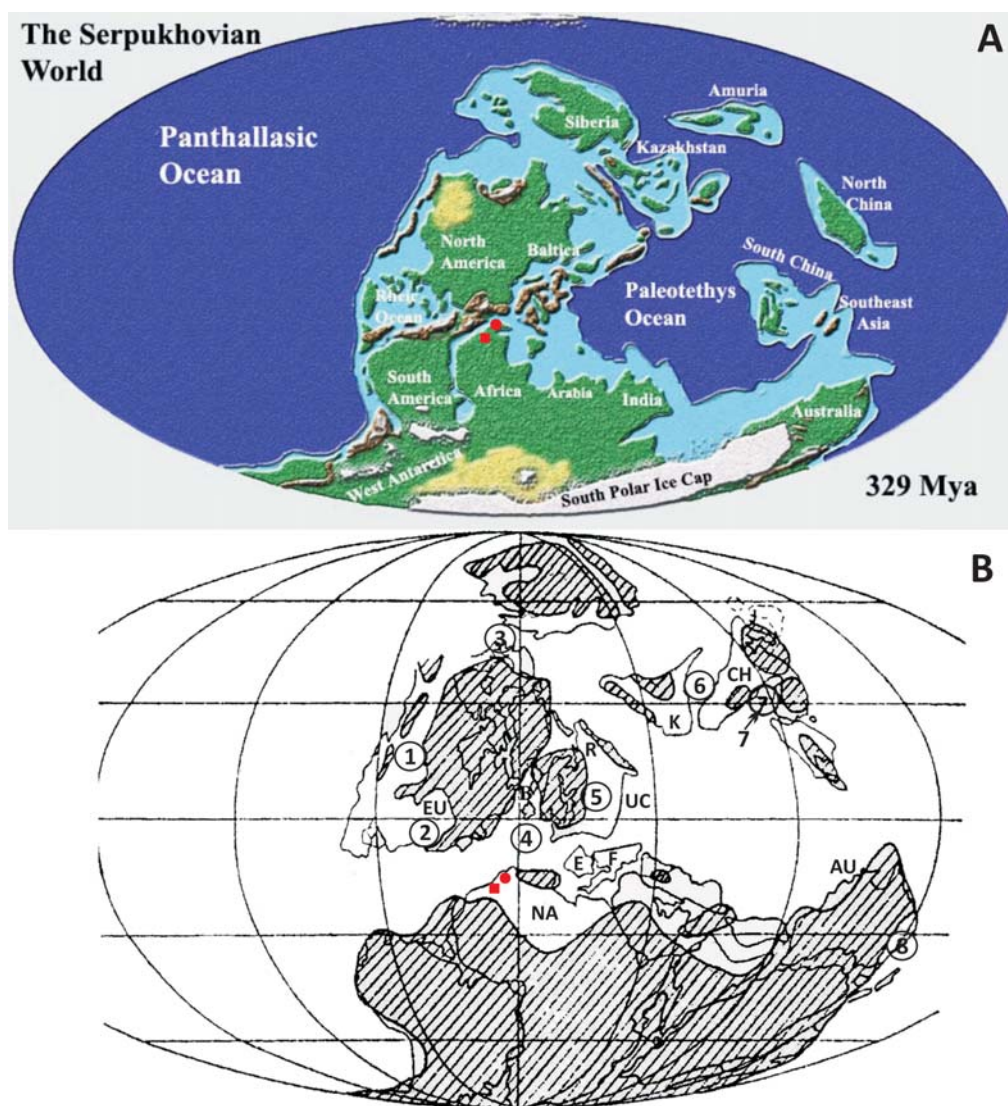 The Serpukhovian
World
A
Panthallasic
Ocean
Siberia
Amuria
Kazakhstan
North
China
North
America
Baltica
South China
Rheic
Ocean
Paleotethys
Ocean
Southeast
Asia
South
America
Africa
Arabia
India
Australia
West Antarctica
South Polar Ice Cap
329 Mya
B
3
6
CH
7
K
7
1
R
EU
B
5
UC
2
4
E
F
AU
NA
8